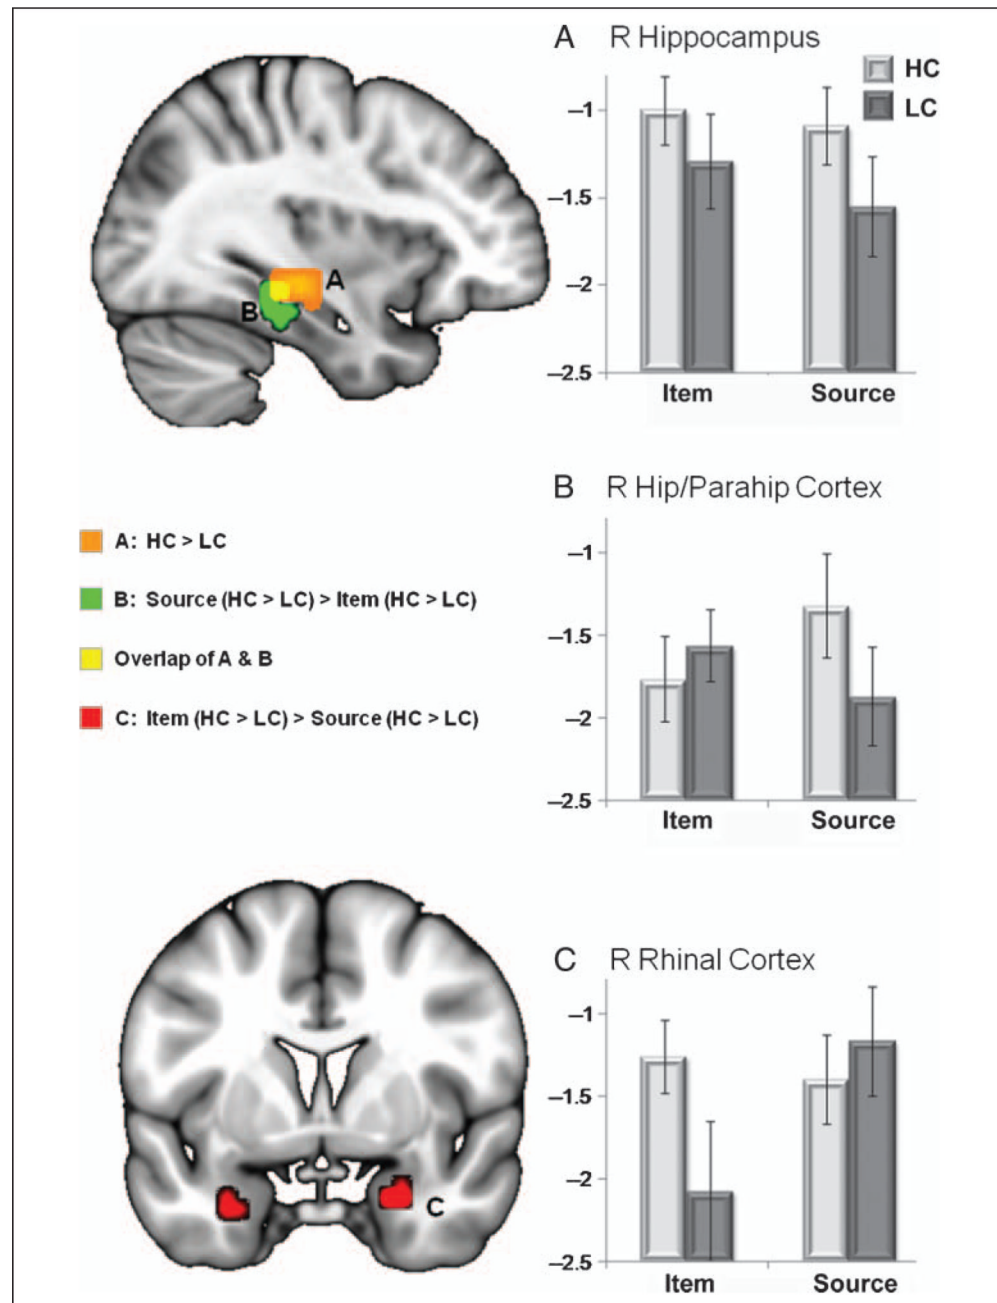 A R Hippocampus
HC
LC
–1
–1.5
–2
–2.5
Item Source
A
B
B R Hip/Parahip Cortex
–1
–1.5
–2
–2.5
Item Source
A: HC > LC
B: Source (HC > LC) > Item (HC > LC)
Overlap of A & B
C: Item (HC > LC) > Source (HC > LC)
C R Rhinal Cortex
–1
–1.5
–2
–2.5
Item Source
C